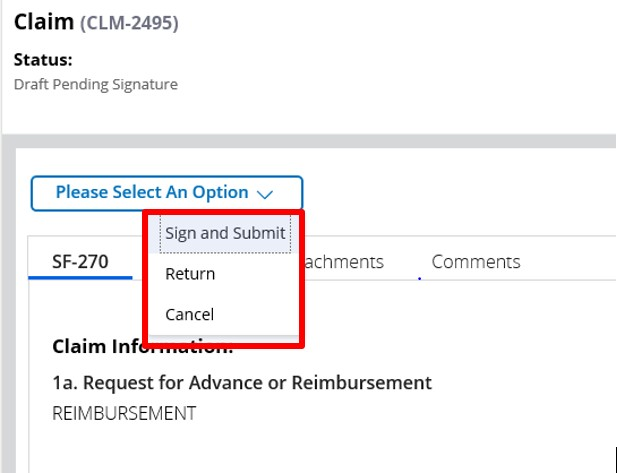 Claim (CLM-2495)
Status:
Draft Pending Signature
Please Select An Option
Sign and Submit
Return
Cancel
SF-270 achments Comments
Claim Information:
1a. Request for Advance or Reimbursement
REIMBURSEMENT